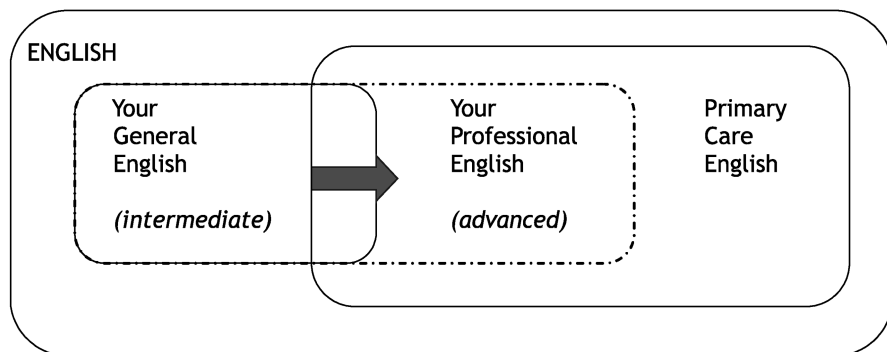 ENGLISH
Your
General
English
(intermediate)
Your
Professional
English
(advanced)
Primary
Care
English